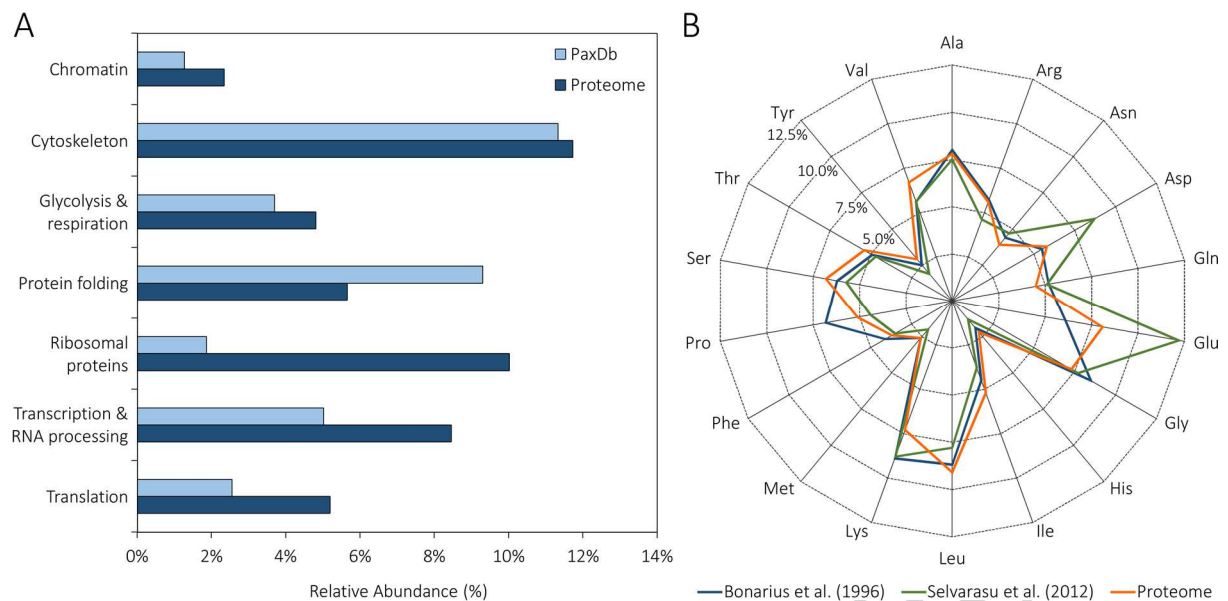 A
Chromatin
Cytoskeleton
Glycolysis &
respiration
Protein folding
Ribosomal
proteins
Transcription &
RNA processing
Translation
PaxDb
Proteome
0% 2% 4% 6% 8% 10% 12% 14%
Relative Abundance (%)
B
Ala
Arg
Asn
Asp
Gln
Glu
Gly
His
Ile
Leu
Lys
Met
Phe
Pro
Ser
Thr
Tyr
Val
12.5%
10.0%
7.5%
5.0%
Bonarius et al. (1996) Selvarasu et al. (2012) Proteome